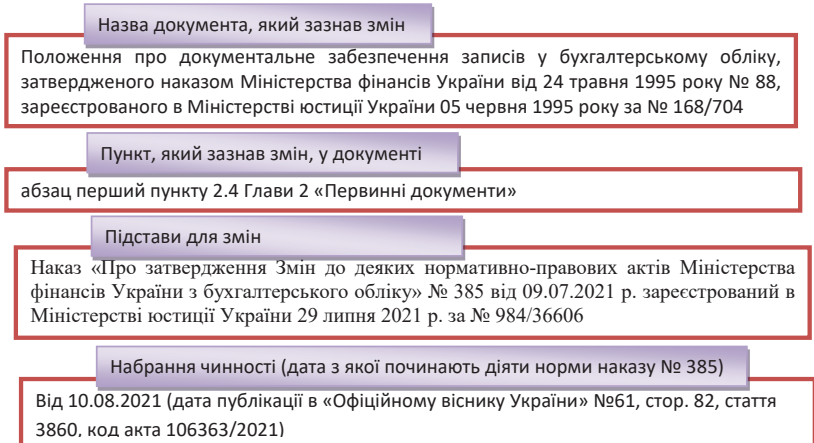 Назва документа, який зазнав змін
Положення про документальне забезпечення записів у бухгалтерському обліку,
затвердженого наказом Міністерства фінансів України від 24 травня 1995 року № 88,
зареєстрованого в Міністерстві юстиції України 05 червня 1995 року за № 168/704
Пункт, який зазнав змін, у документі
абзац перший пункту 2.4 Глави 2 «Первинні документи»
Підстави для змін
Наказ «Про затвердження Змін до деяких нормативно-правових актів Міністерства
фінансів України з бухгалтерського обліку» № 385 від 09.07.2021 р. зареєстрований в
Міністерстві юстиції України 29 липня 2021 р. за № 984/36606
Набрання чинності (дата з якої починають діяти норми наказу № 385)
Від 10.08.2021 (дата публікації в «Офіційному віснику України» №61, стор. 82, стаття
3860, код акта 106363/2021)